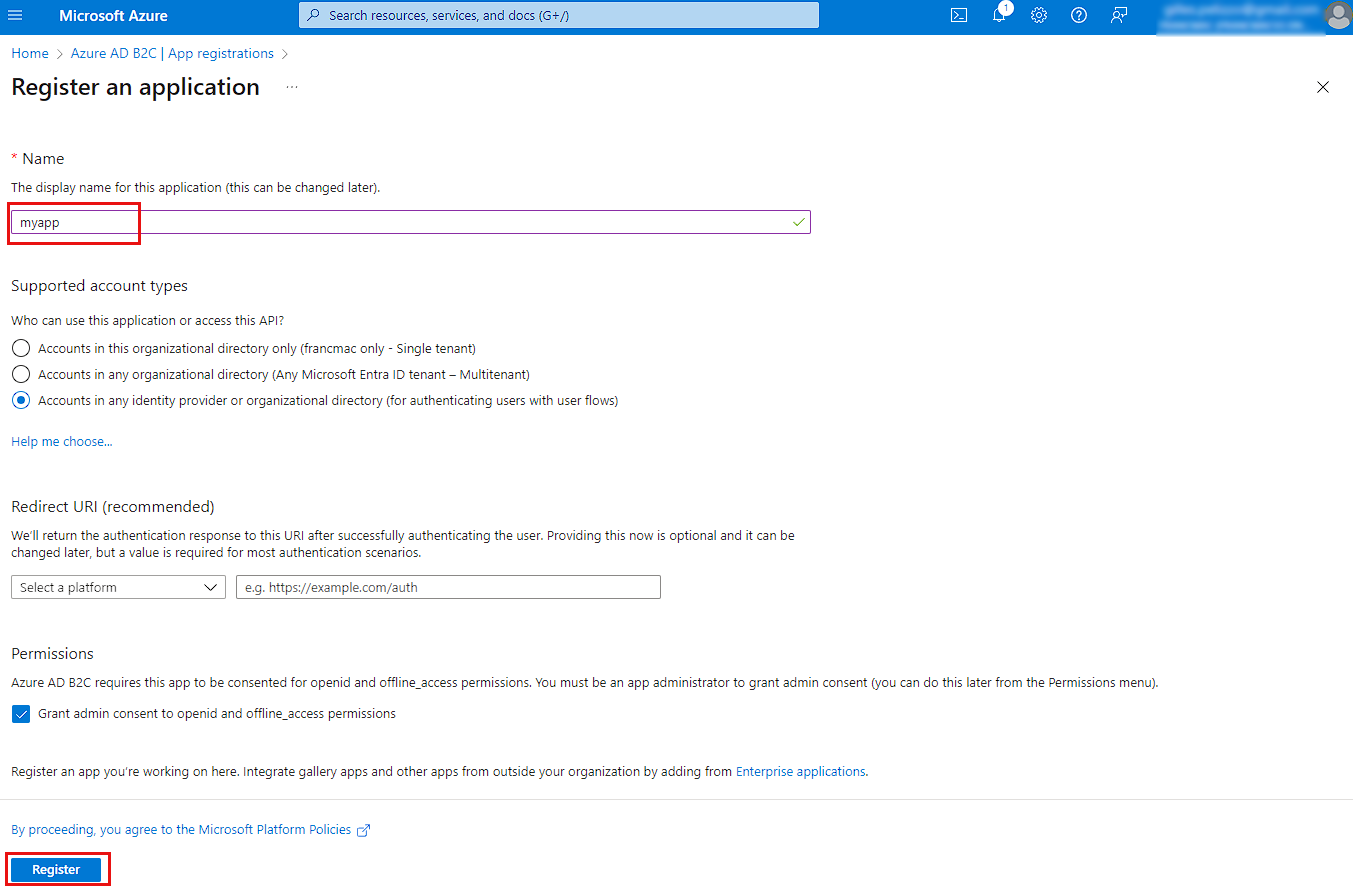 Microsoft Azure
Search resources, services, and docs (G+/)
1
Home > Azure AD B2C | App registrations >
Register an application ...
* Name
The display name for this application (this can be changed later).
myapp
Supported account types
Who can use this application or access this API?
Accounts in this organizational directory only (francmac only - Single tenant)
Accounts in any organizational directory (Any Microsoft Entra ID tenant – Multitenant)
Accounts in any identity provider or organizational directory (for authenticating users with user flows)
Help me choose...
Redirect URI (recommended)
We'll return the authentication response to this URI after successfully authenticating the user. Providing this now is optional and it can be
changed later, but a value is required for most authentication scenarios.
Select a platform
e.g. https://example.com/auth
Permissions
Azure AD B2C requires this app to be consented for openid and offline_access permissions. You must be an app administrator to grant admin consent (you can do this later from the Permissions menu).
Grant admin consent to openid and offline_access permissions
Register an app you're working on here. Integrate gallery apps and other apps from outside your organization by adding from Enterprise applications.
By proceeding, you agree to the Microsoft Platform Policies
Register